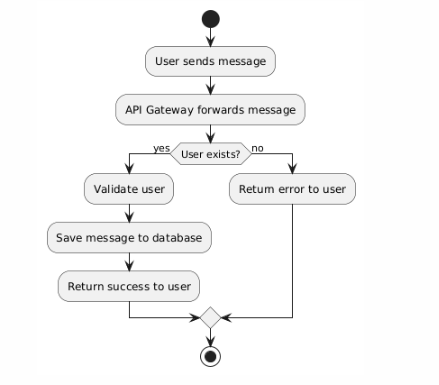 User sends message
API Gateway forwards message
yes
User exists?
no
Validate user
Return error to user
Save message to database
Return success to user